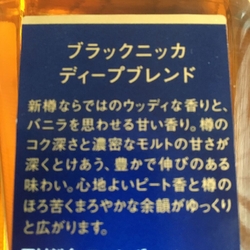 ブラックニッカ
ディープブレンド
新樽ならではのウッディな香りと、
バニラを思わせる甘い香り。樽の
コク深さと濃密なモルトの甘さが
深くとけあう、豊かで伸びのある
味わい。心地よいピート香と樽の
ほろ苦くまろやかな余韻がゆっくり
と広がります。